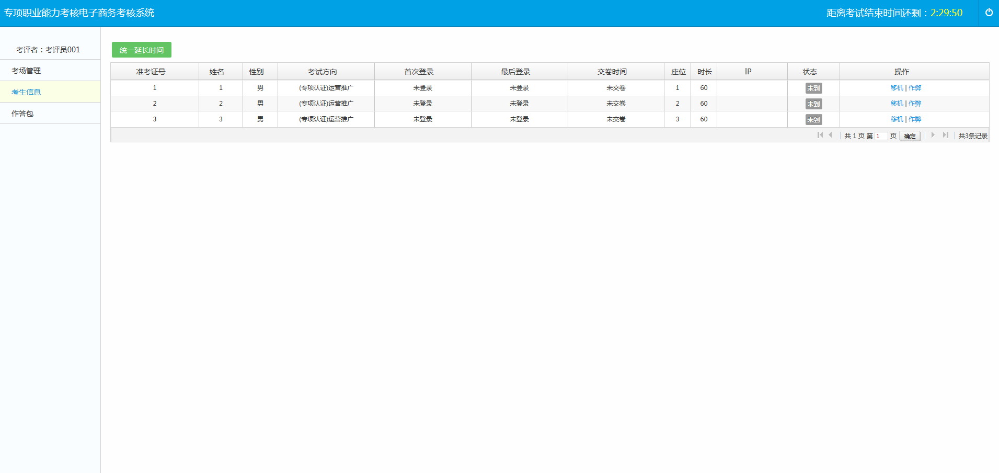 专项职业能力考核电子商务考核系统
距离考试结束时间还剩：2:29:50
考评者：考评员001
考场管理
考生信息
作答包
统一延长时间
准考证号 姓名 性别 考试方向 首次登录 最后登录 交卷时间 座位 时长 IP 状态 操作
1 1 男 (专项认证)运营推广 未登录 未登录 未交卷 1 60 未到 移机 | 作弊
2 2 男 (专项认证)运营推广 未登录 未登录 未交卷 2 60 未到 移机 | 作弊
3 3 男 (专项认证)运营推广 未登录 未登录 未交卷 3 60 未到 移机 | 作弊
共 1 页 第 1 页 确定 共3条记录